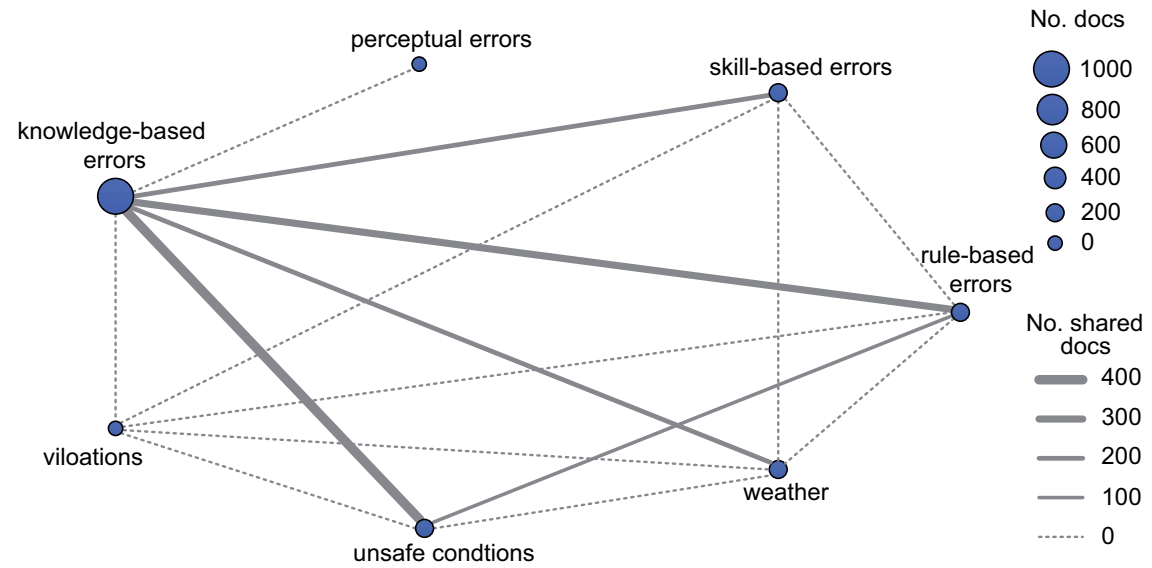 No. docs
perceptual errors
skill-based errors
1000
800
knowledge-based
errors
600
400
200
0
rule-based
errors
No. shared
docs
400
300
200
100
0
viloations
weather
unsafe condtions